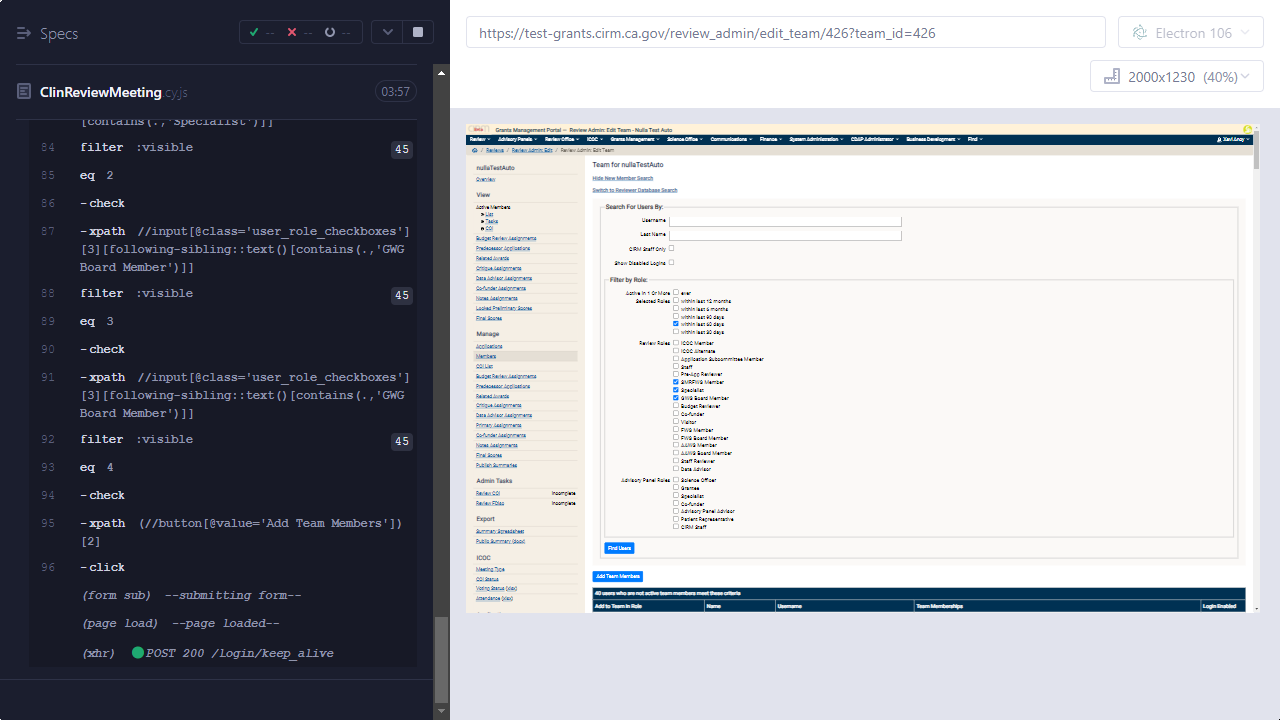 Specs
-- -- --
ClinReviewMeeting.cy.js
03:57
[contains(.,'Specialist')]]
84 filter :visible 45
85 eq 2
86 -check
87 -xpath //input[@class='user_role_checkboxes']
[3][following-sibling::text()[contains(.,'GWG
Board Member')]]
88 filter :visible 45
89 eq 3
90 -check
91 -xpath //input[@class='user_role_checkboxes']
[3][following-sibling::text()[contains(.,'GWG
Board Member')]]
92 filter :visible 45
93 eq 4
94 -check
95 -xpath (//button[@value='Add Team Members'])
[2]
96 -click
(form sub) --submitting form--
(page load) --page loaded--
(xhr) POST 200 /login/keep_alive
https://test-grants.cirm.ca.gov/review_admin/edit_team/426?team_id=426
Electron 106
2000x1230 (40%)
Grants Management Portal -- Review Admin: Edit Team - Nulla Test Auto
Review Advisory Panels Review Office ICOC Grants Management Science Office Communications Finance System Administration CDAP Administrator Business Development Find
Reviews / Review Admin: Edit / Review Admin: Edit Team
nullaTestAuto
Overview
View
Active Members
List
Tasks
COI
Budget Review Assignments
Predecessor Applications
Related Awards
Critique Assignments
Data Advisor Assignments
Co-funder Assignments
Notes Assignments
Locked Preliminary Scores
Final Scores
Manage
Applications
Members
COI List
Budget Review Assignments
Predecessor Applications
Related Awards
Critique Assignments
Data Advisor Assignments
Primary Assignments
Co-funder Assignments
Notes Assignments
Final Scores
Publish Summaries
Admin Tasks
Review COI Incomplete
Review FDisc Incomplete
Export
Summary Spreadsheet
Public Summary (docx)
ICOC
Meeting Type
COI Status
Voting Status (xlsx)
Attendance (xlsx)
Team for nullaTestAuto
Hide New Member Search
Switch to Reviewer Database Search
Search For Users By:
Username
Last Name
CIRM Staff Only
Show Disabled Logins
Filter by Role:
Active in 1 Or More
Selected Roles
ever
within last 12 months
within last 6 months
within last 90 days
within last 60 days
within last 30 days
Review Roles
ICOC Member
ICOC Alternate
Application Subcommittee Member
Staff
Pre-App Reviewer
SMRFWG Member
Specialist
GWG Board Member
Budget Reviewer
Co-funder
Visitor
FWG Member
FWG Board Member
AAWG Member
AAWG Board Member
Staff Reviewer
Data Advisor
Advisory Panel Roles
Science Officer
Grantee
Specialist
Co-funder
Advisory Panel Advisor
Patient Representative
CIRM Staff
Find Users
Add Team Members
40 users who are not active team members meet these criteria
Add to Team in Role Name Username Team Memberships Login Enabled